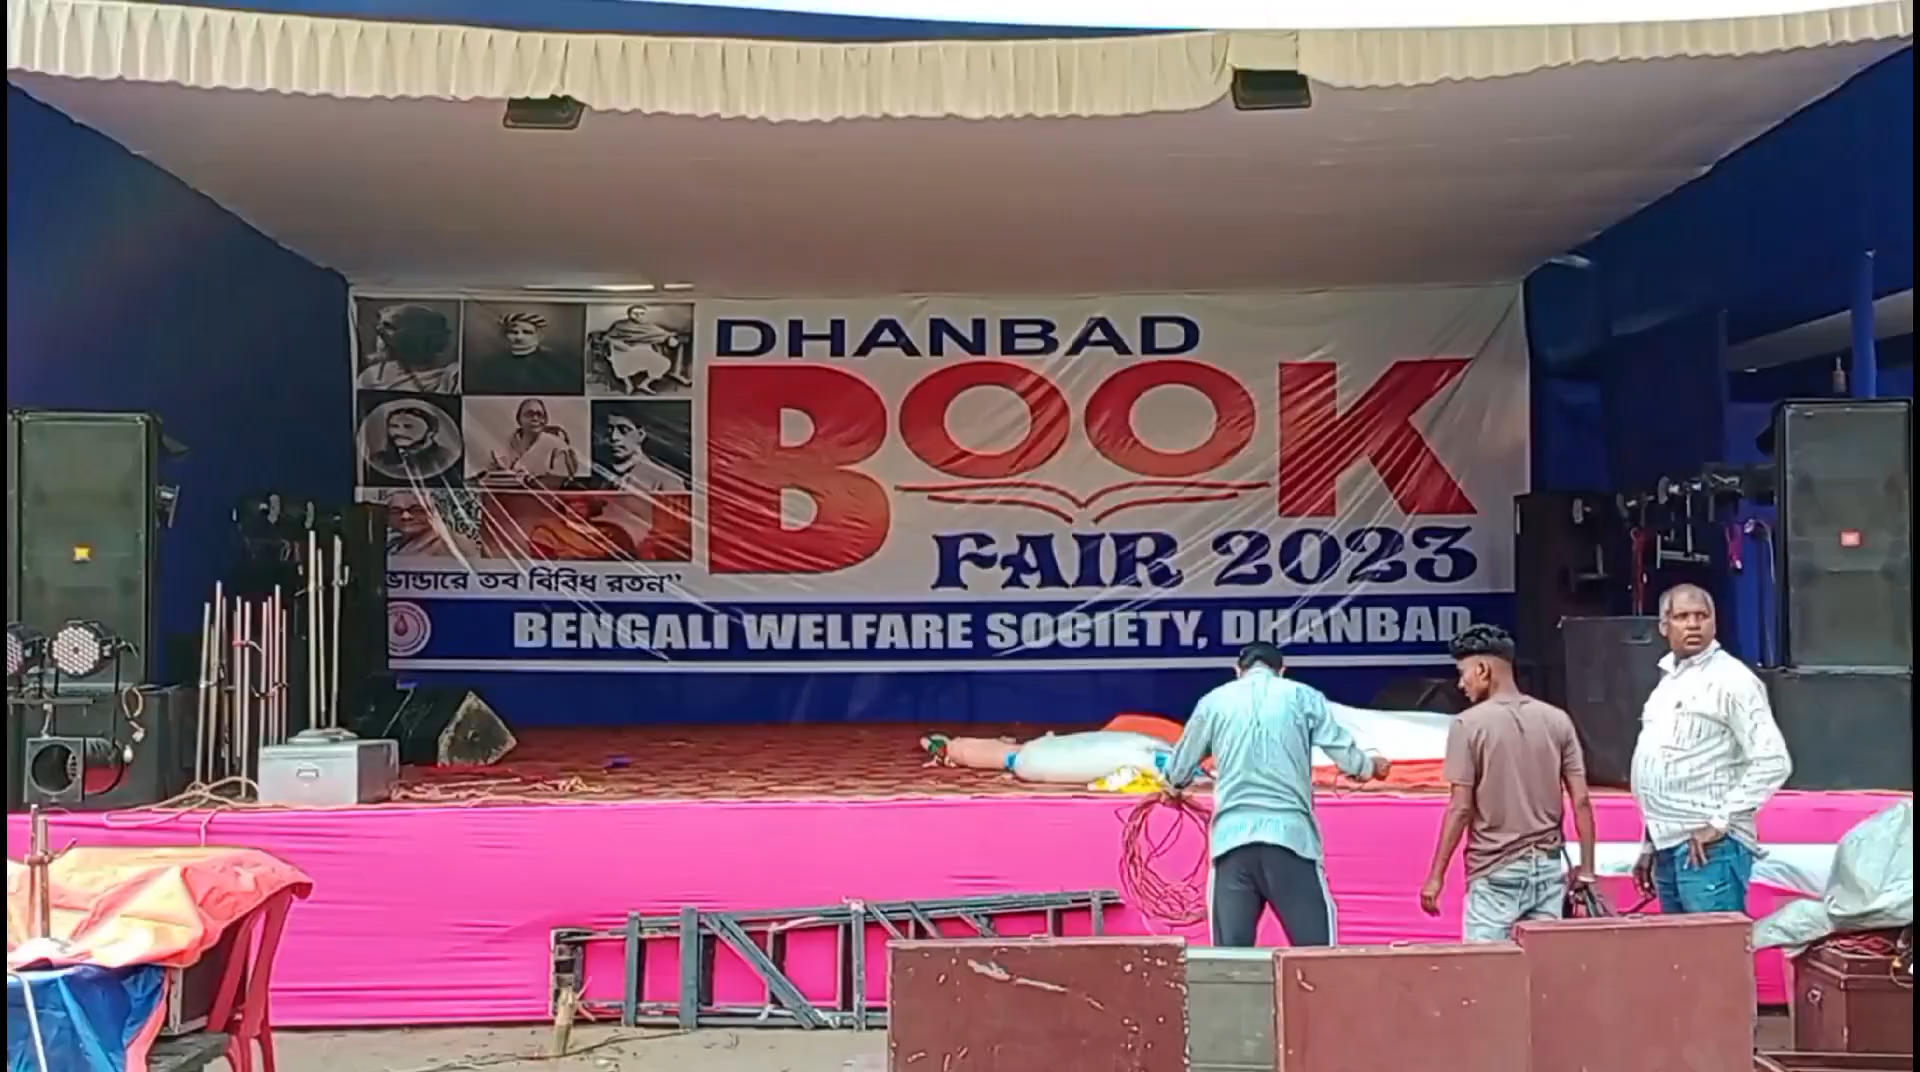 DHANBAD
BOOK
FAIR 2023
ভান্ডারে তব বিবিধ রতন”
BENGALI WELFARE SOCIETY, DHANBAD